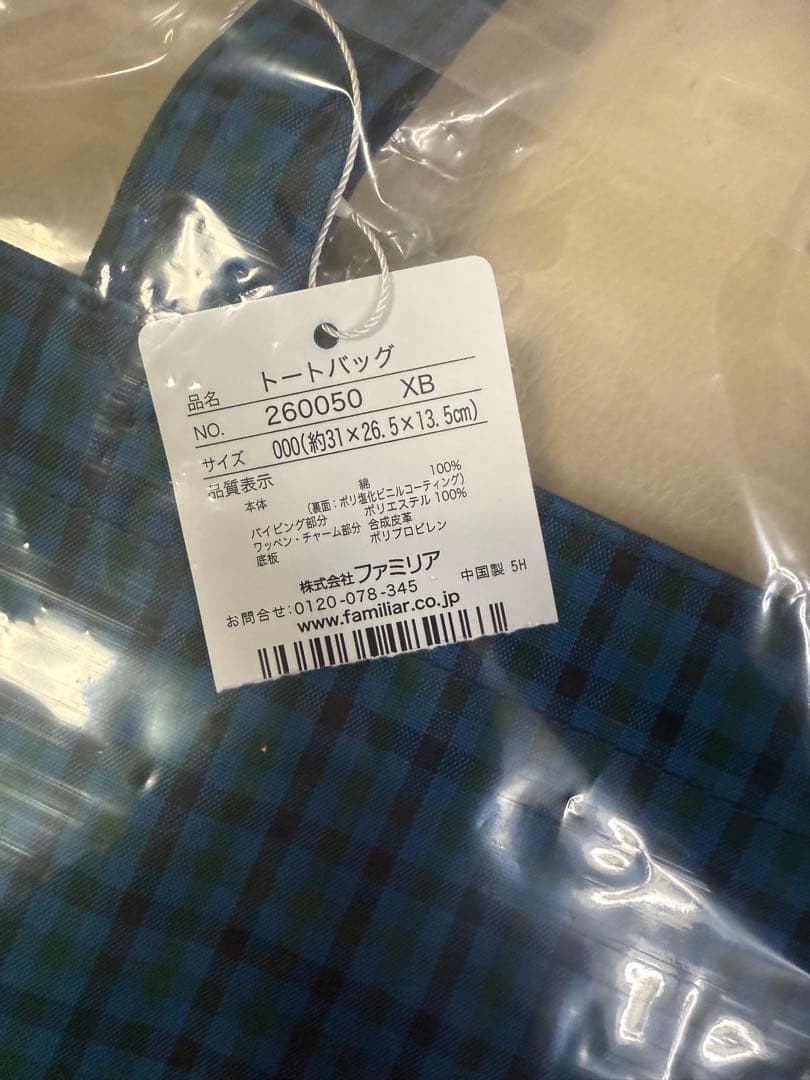 品名 トートバッグ
NO. 260050 XB
サイズ 000(約31×26.5×13.5cm)
品質表示
本体 綿 100%
(裏面:ポリ塩化ビニルコーティング)
パイピング部分 ポリエステル 100%
ワッペン・チャーム部分 合成皮革
底板 ポリプロピレン
株式会社ファミリア 中国製 5H
お問合せ:0120-078-345
www.familiar.co.jp